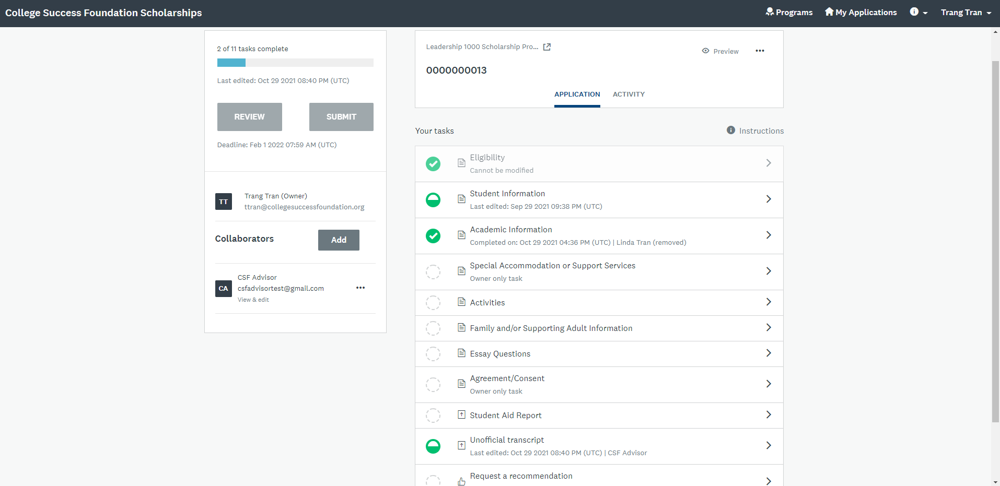 College Success Foundation Scholarships
Programs
My Applications
Trang Tran
2 of 11 tasks complete
Last edited: Oct 29 2021 08:40 PM (UTC)
REVIEW
SUBMIT
Deadline: Feb 1 2022 07:59 AM (UTC)
TT
Trang Tran (Owner)
ttran@collegesuccessfoundation.org
Collaborators
Add
CA
CSF Advisor
csfadvisortest@gmail.com
View & edit
Leadership 1000 Scholarship Pro...
Preview
0000000013
APPLICATION
ACTIVITY
Your tasks
Instructions
Eligibility
Cannot be modified
Student Information
Last edited: Sep 29 2021 09:38 PM (UTC)
Academic Information
Completed on: Oct 29 2021 04:36 PM (UTC) | Linda Tran (removed)
Special Accommodation or Support Services
Owner only task
Activities
Family and/or Supporting Adult Information
Essay Questions
Agreement/Consent
Owner only task
Student Aid Report
Unofficial transcript
Last edited: Oct 29 2021 08:40 PM (UTC) | CSF Advisor
Request a recommendation